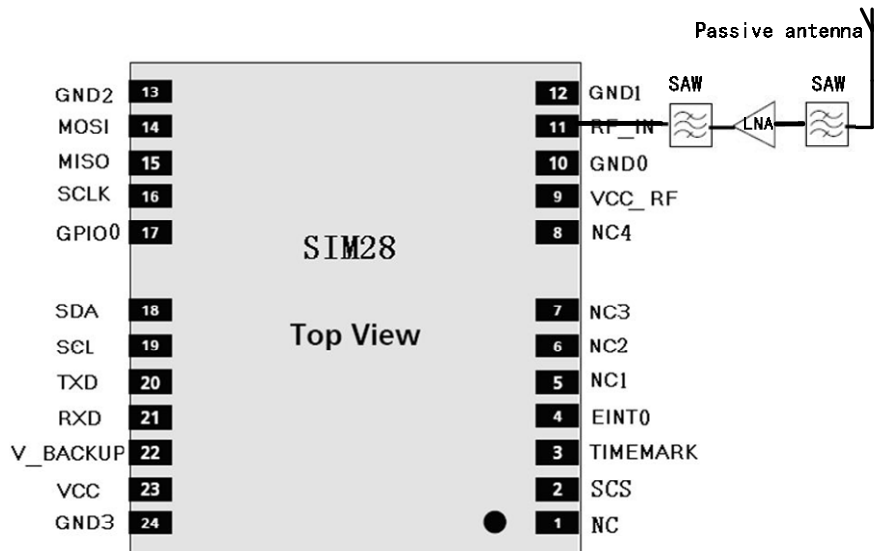 Passive antenna
SAW SAW
GND2 13 12 GND1
MOSI 14 11 RF_IN LNA
MISO 15 10 GND0
SCLK 16 9 VCC_RF
GPIO0 17 8 NC4
SIM28
SDA 18 7 NC3
Top View
SCL 19 6 NC2
TXD 20 5 NC1
RXD 21 4 EINT0
V_BACKUP 22 3 TIMEMARK
VCC 23 2 SCS
GND3 24 1 NC